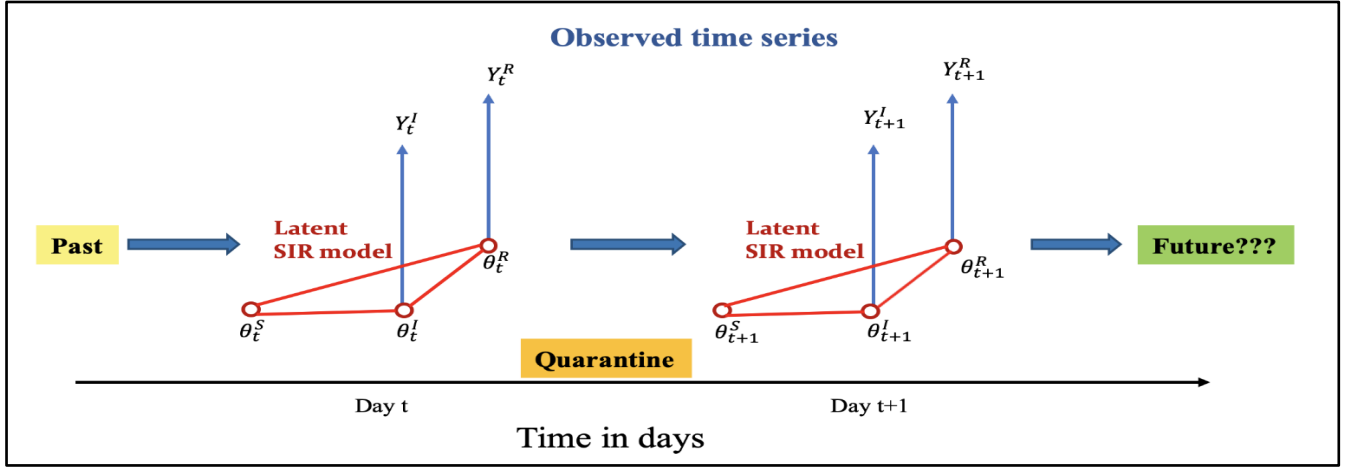 Observed time series
Y_t^R
Y_{t+1}^R
Y_t^I
Y_{t+1}^I
Past
Latent
SIR model
Latent
SIR model
Future???
θ_t^R
θ_{t+1}^R
θ_t^S
θ_t^I
θ_{t+1}^S
θ_{t+1}^I
Quarantine
Day t
Day t+1
Time in days